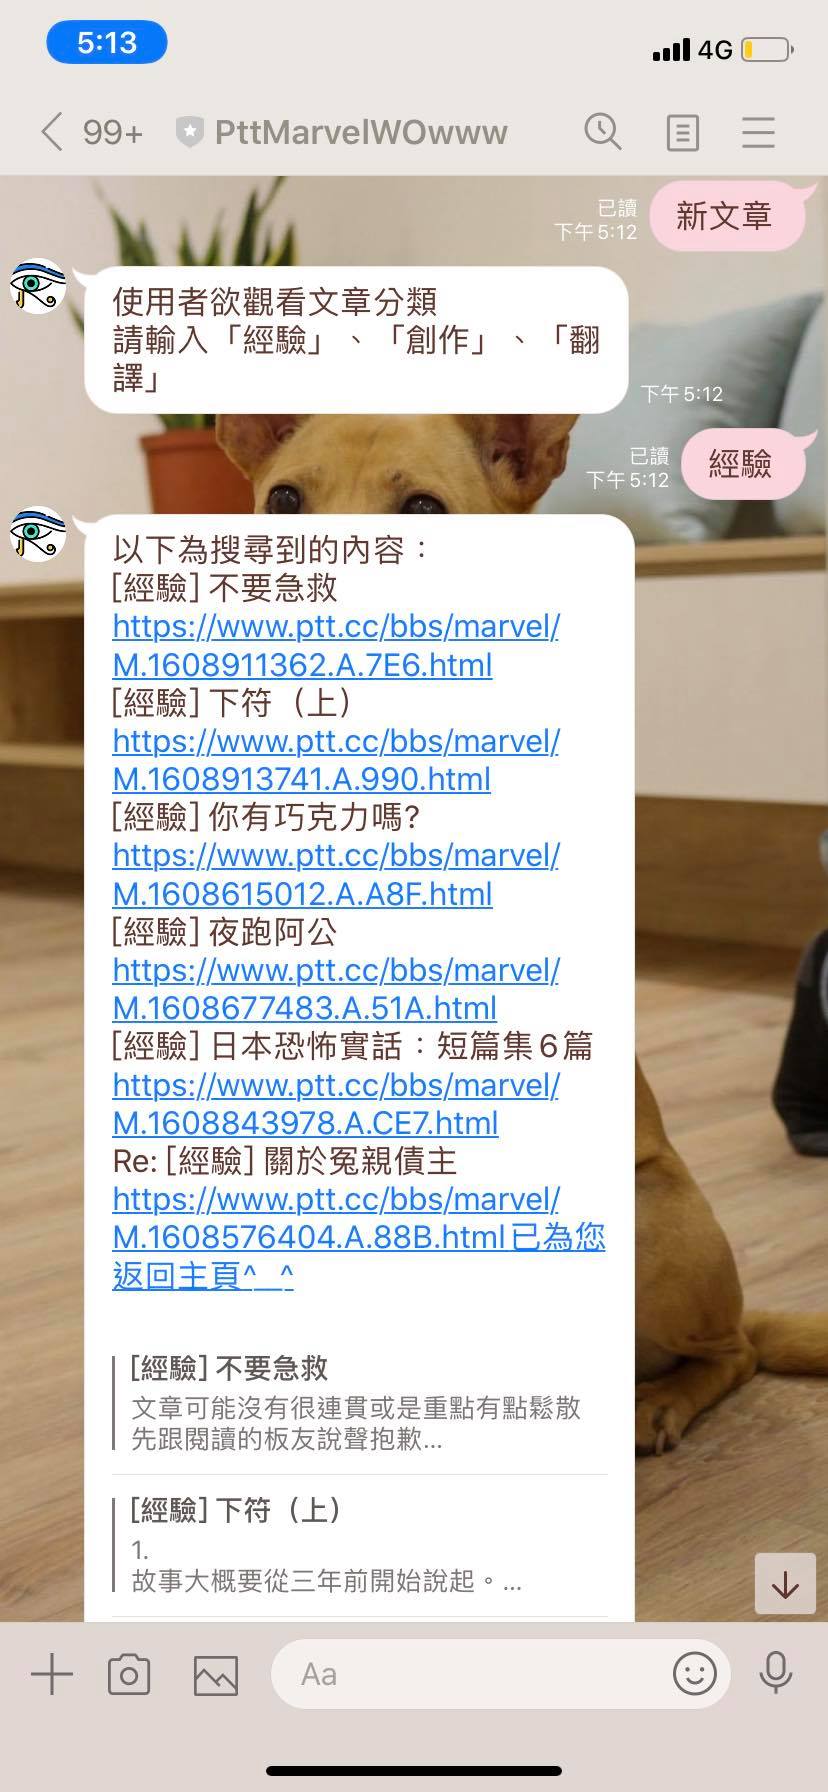 5:13
4G
99+ PttMarvelWOwww
已讀
下午 5:12
新文章
使用者欲觀看文章分類
請輸入「經驗」、「創作」、「翻
譯」
下午 5:12
已讀
下午 5:12
經驗
以下為搜尋到的內容：
[經驗] 不要急救
https://www.ptt.cc/bbs/marvel/
M.1608911362.A.7E6.html
[經驗] 下符（上）
https://www.ptt.cc/bbs/marvel/
M.1608913741.A.990.html
[經驗] 你有巧克力嗎?
https://www.ptt.cc/bbs/marvel/
M.1608615012.A.A8F.html
[經驗] 夜跑阿公
https://www.ptt.cc/bbs/marvel/
M.1608677483.A.51A.html
[經驗] 日本恐怖實話：短篇集6篇
https://www.ptt.cc/bbs/marvel/
M.1608843978.A.CE7.html
Re: [經驗] 關於冤親債主
https://www.ptt.cc/bbs/marvel/
M.1608576404.A.88B.html已為您
返回主頁^__^
[經驗] 不要急救
文章可能沒有很連貫或是重點有點鬆散
先跟閱讀的板友說聲抱歉...
[經驗] 下符（上）
1.
故事大概要從三年前開始說起。...
Aa